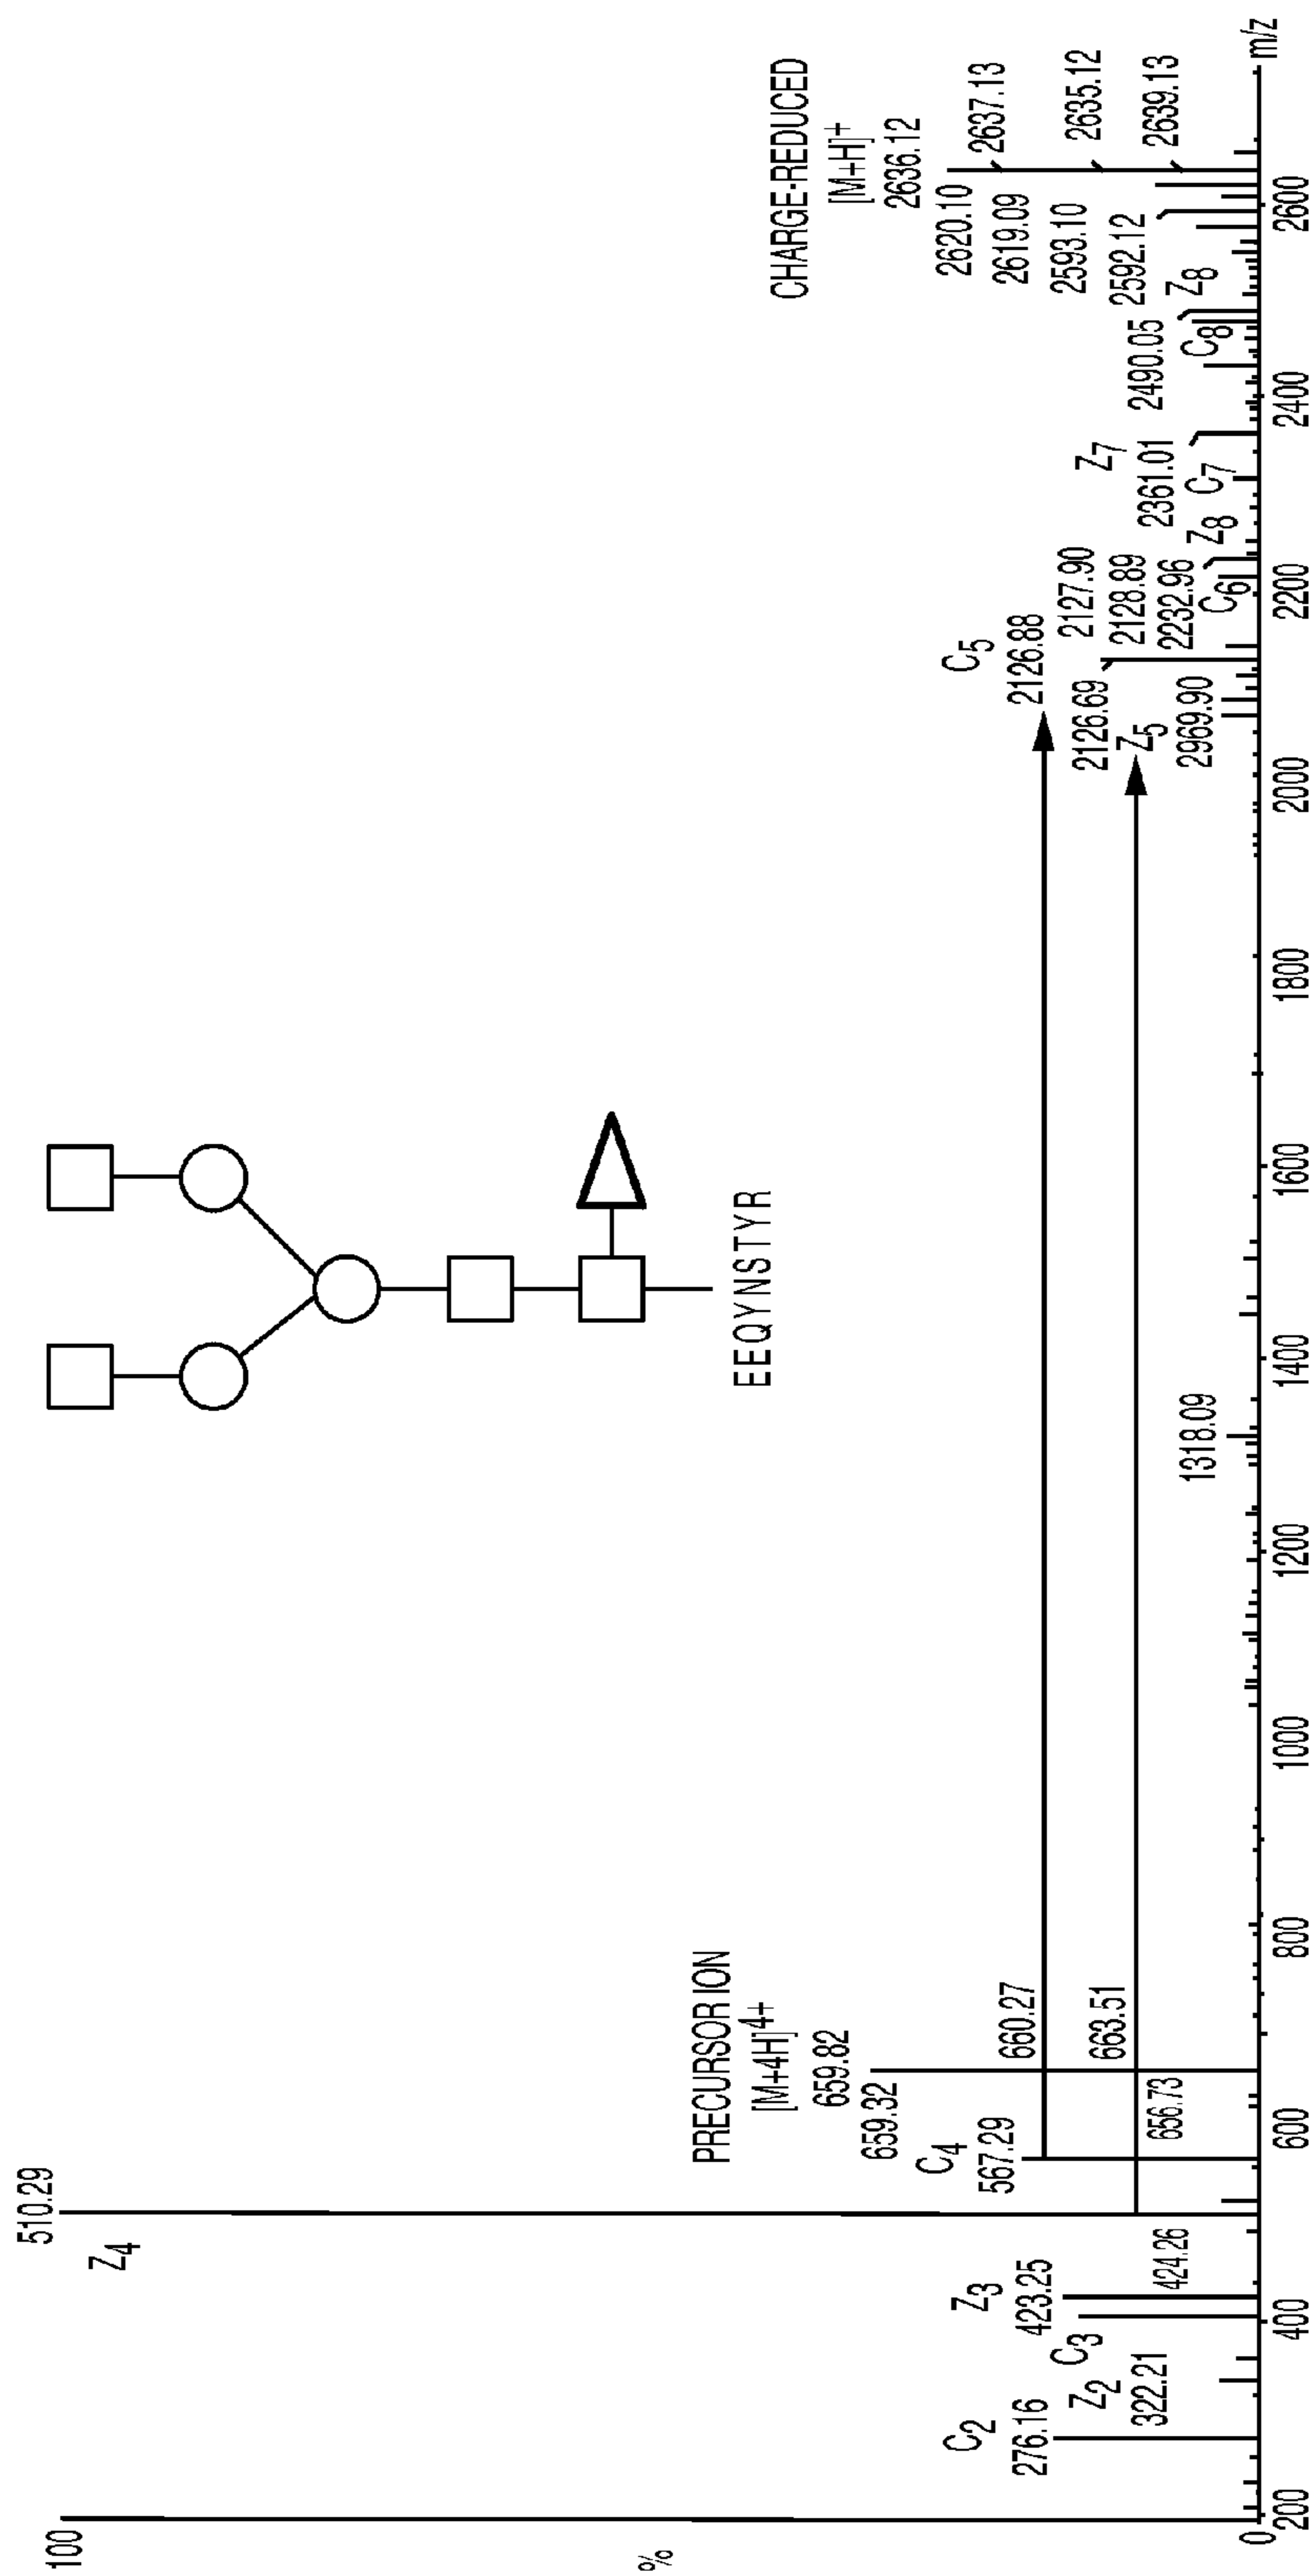 100
%
0
Z4
510.29
C2
276.16
Z2
322.21
C3
Z3
423.25
424.26
C4
567.29
PRECURSOR ION
[M+4H]4+
659.82
659.32
660.27
663.51
656.73
EEQYNSTYR
1318.09
C5
2126.88
2126.69
2127.90
2128.89
Z5
2969.90
2232.96
C6
Z8
C7
Z7
2361.01
2490.05
C8
Z8
CHARGE-REDUCED
[M+H]+
2636.12
2620.10
2619.09
2593.10
2592.12
2637.13
2635.12
2639.13
200 400 600 800 1000 1200 1400 1600 1800 2000 2200 2400 2600 m/z